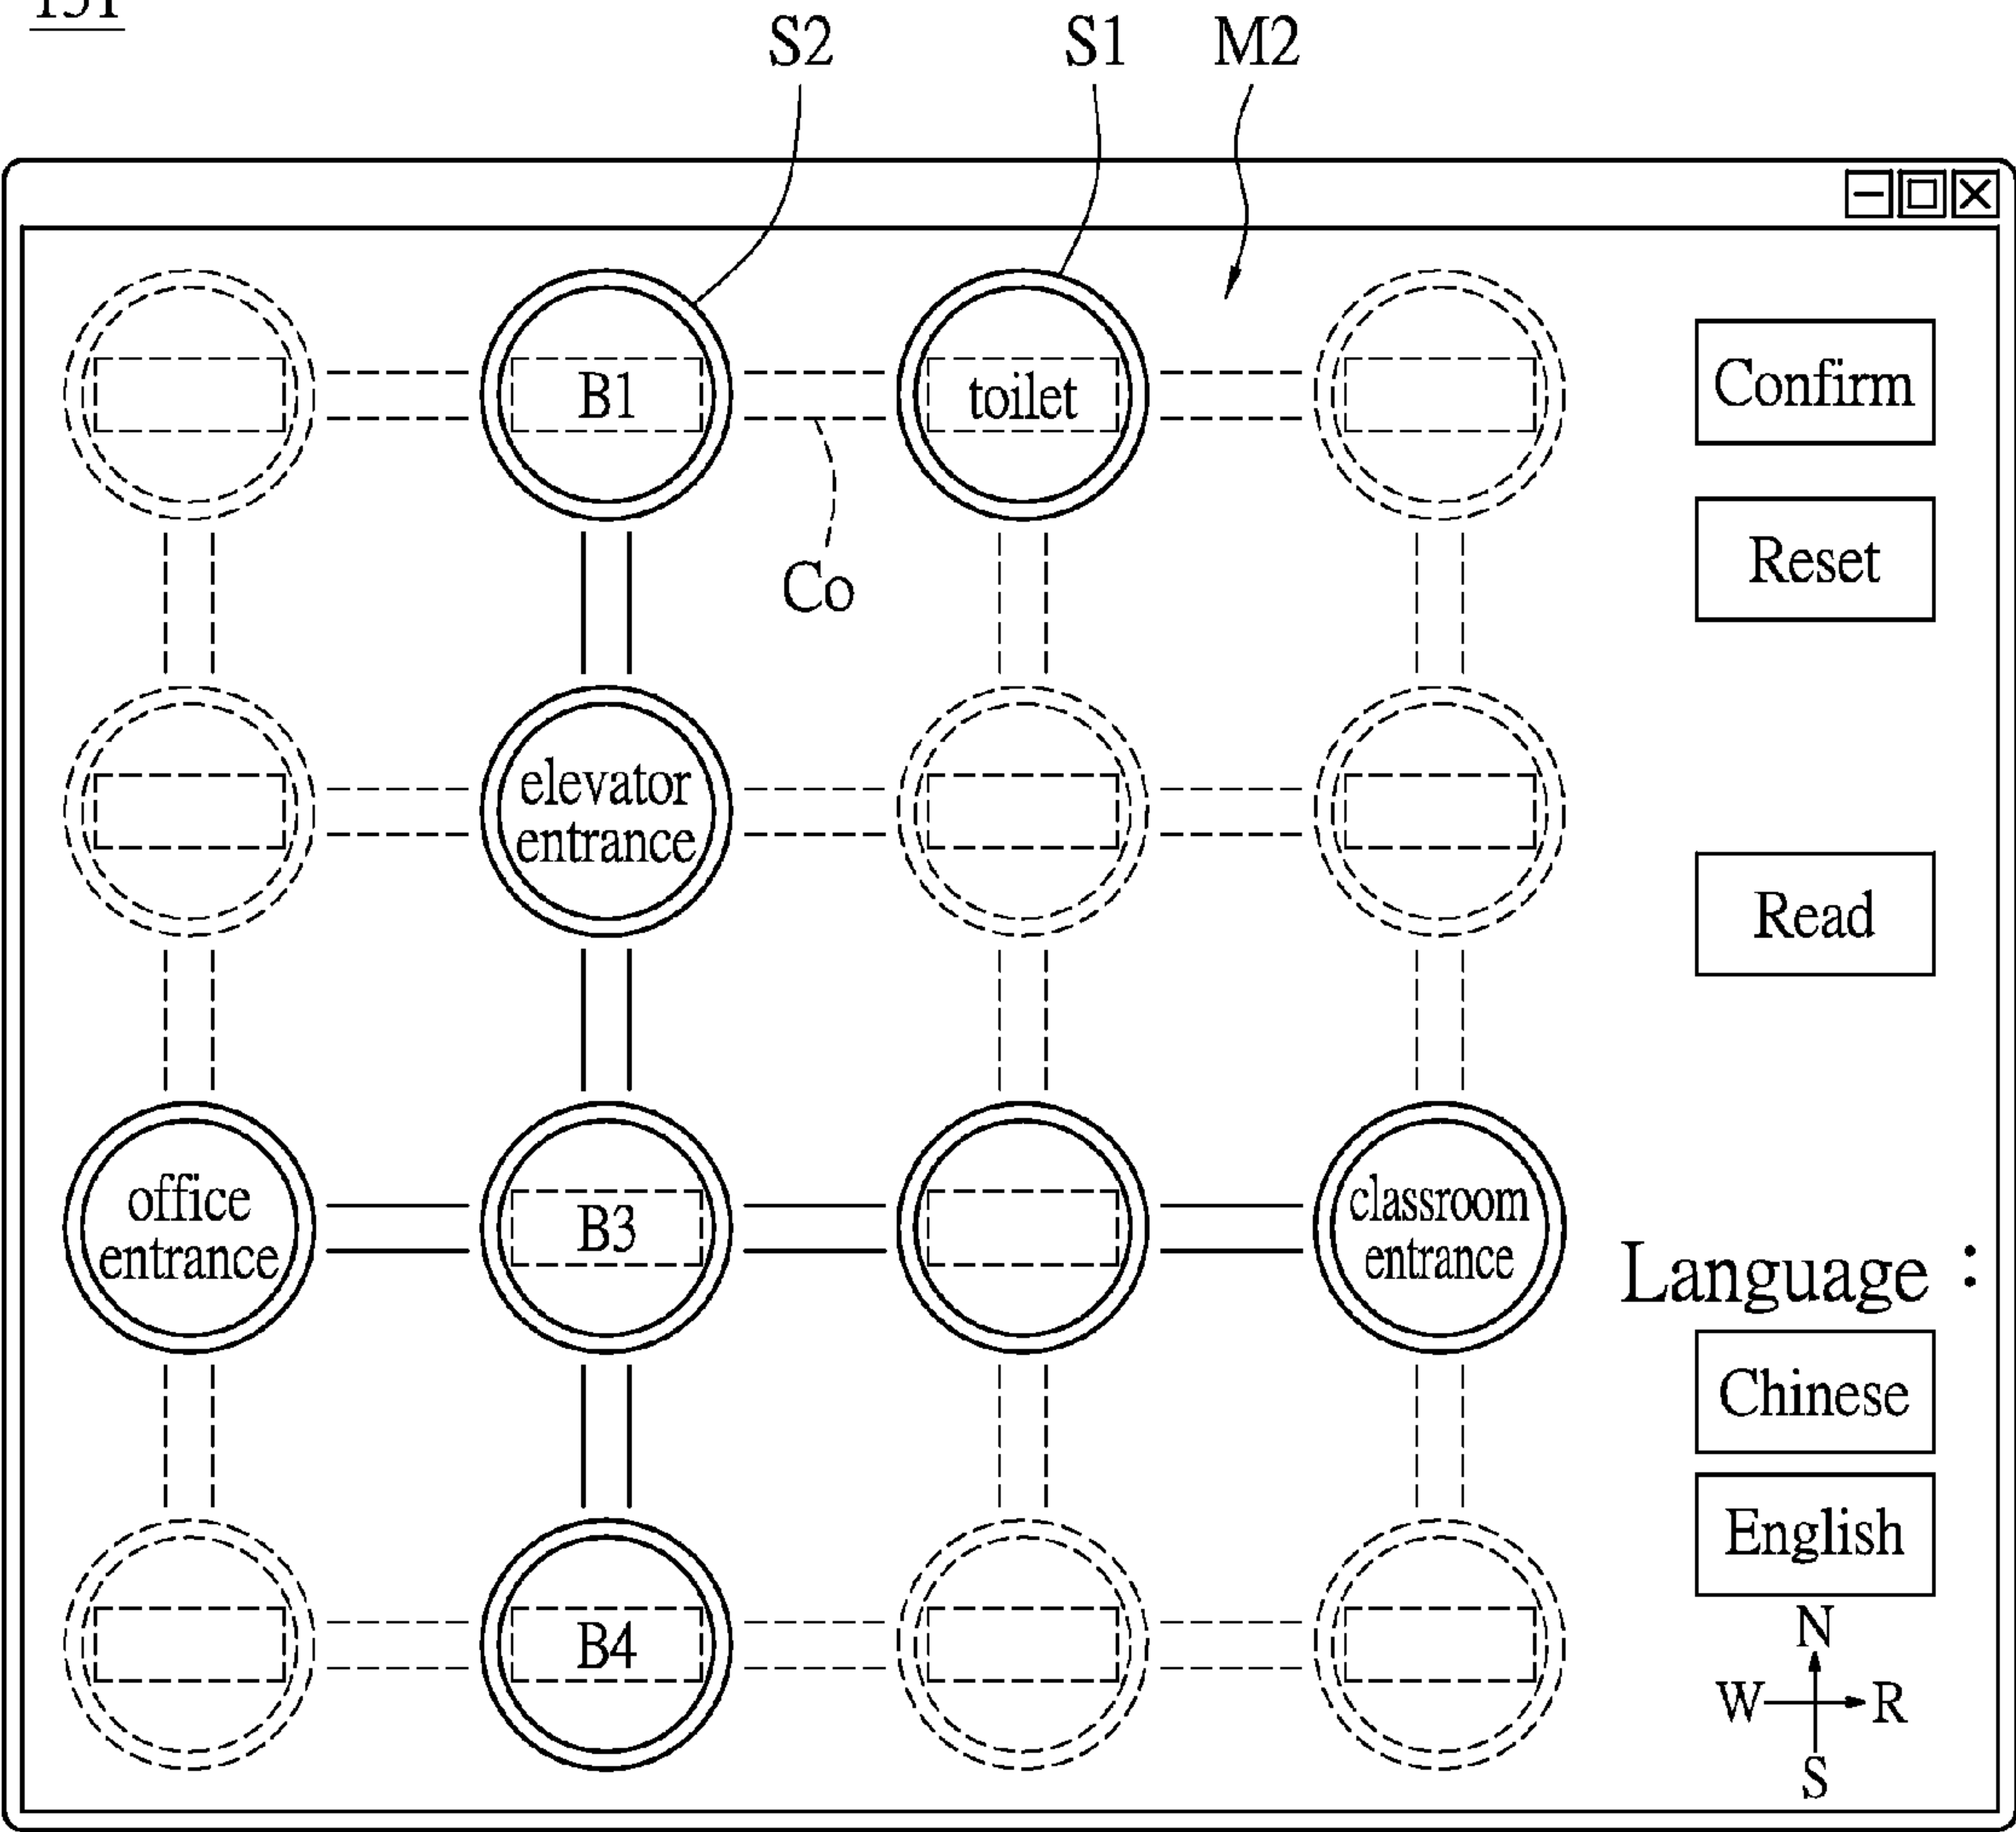 S2 S1 M2
B1 toilet
Confirm
Co
Reset
elevator
entrance
Read
office
entrance
B3
classroom
entrance
Language :
Chinese
English
B4
N
W R
S